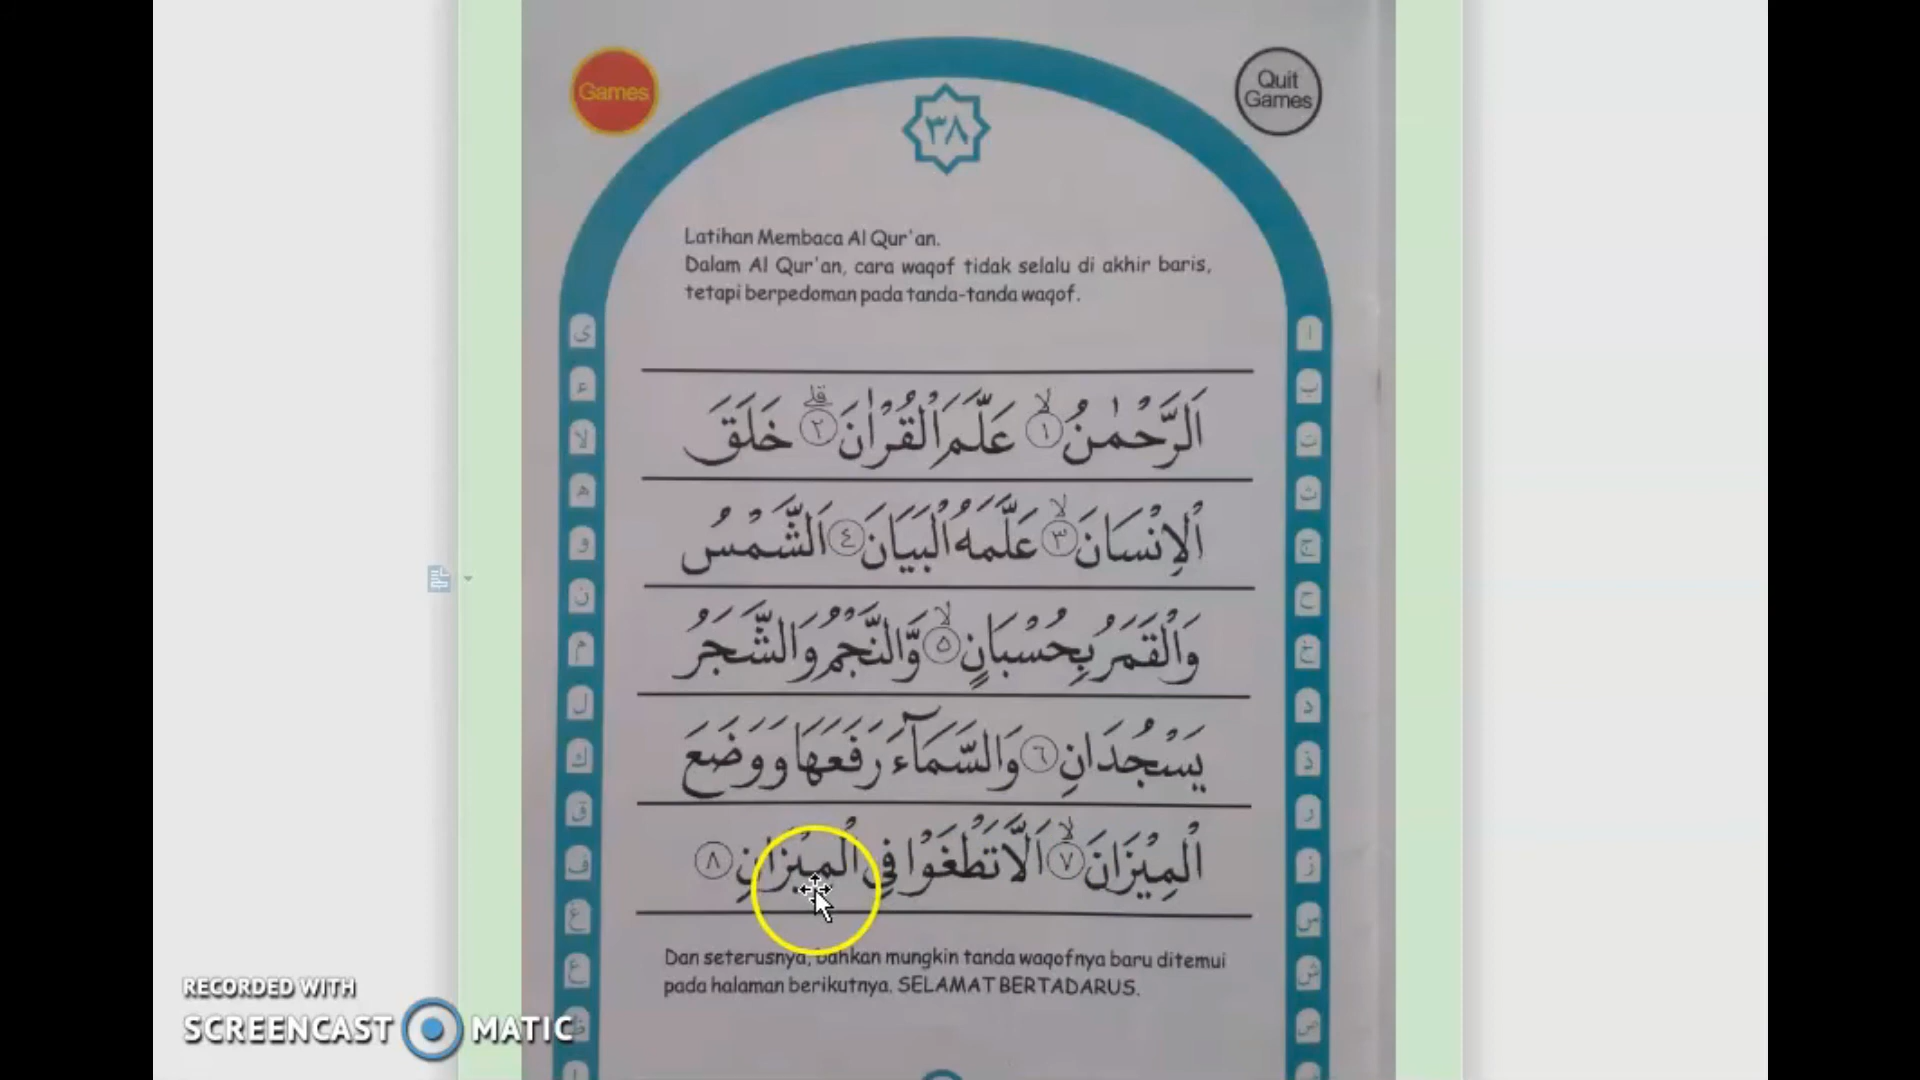 Games
Quit
Games
٣٨
Latihan Membaca Al Qur'an.
Dalam Al Qur'an, cara waqof tidak selalu di akhir baris,
tetapi berpedoman pada tanda-tanda waqof.
اَلرَّحْمٰنُ ۙ ١ عَلَّمَ الْقُرْاٰنَ ۗ ٢ خَلَقَ
الْاِنْسَانَ ۙ ٣ عَلَّمَهُ الْبَيَانَ ٤ اَلشَّمْسُ
وَالْقَمَرُ بِحُسْبَانٍ ۙ ٥ وَّالنَّجْمُ وَالشَّجَرُ
يَسْجُدَانِ ٦ وَالسَّمَآءَ رَفَعَهَا وَوَضَعَ
الْمِيْزَانَ ۙ ٧ اَلَّا تَطْغَوْا فِى الْمِيْزَانِ ٨
Dan seterusnya, bahkan mungkin tanda waqofnya baru ditemui
pada halaman berikutnya. SELAMAT BERTADARUS.
ى
ء
لا
ه
و
ن
م
ل
ك
ق
ف
غ
ع
ظ
ا
ب
ت
ث
ج
ح
خ
د
ذ
ر
ز
س
ش
ص
RECORDED WITH
SCREENCAST MATIC